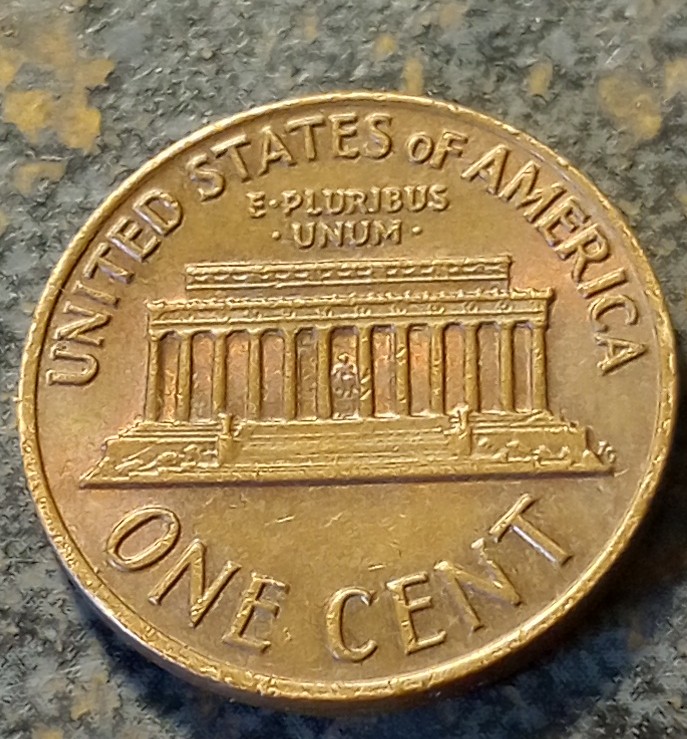 UNITED STATES oF AMERICA
E·PLURIBUS
·UNUM·
ONE CENT